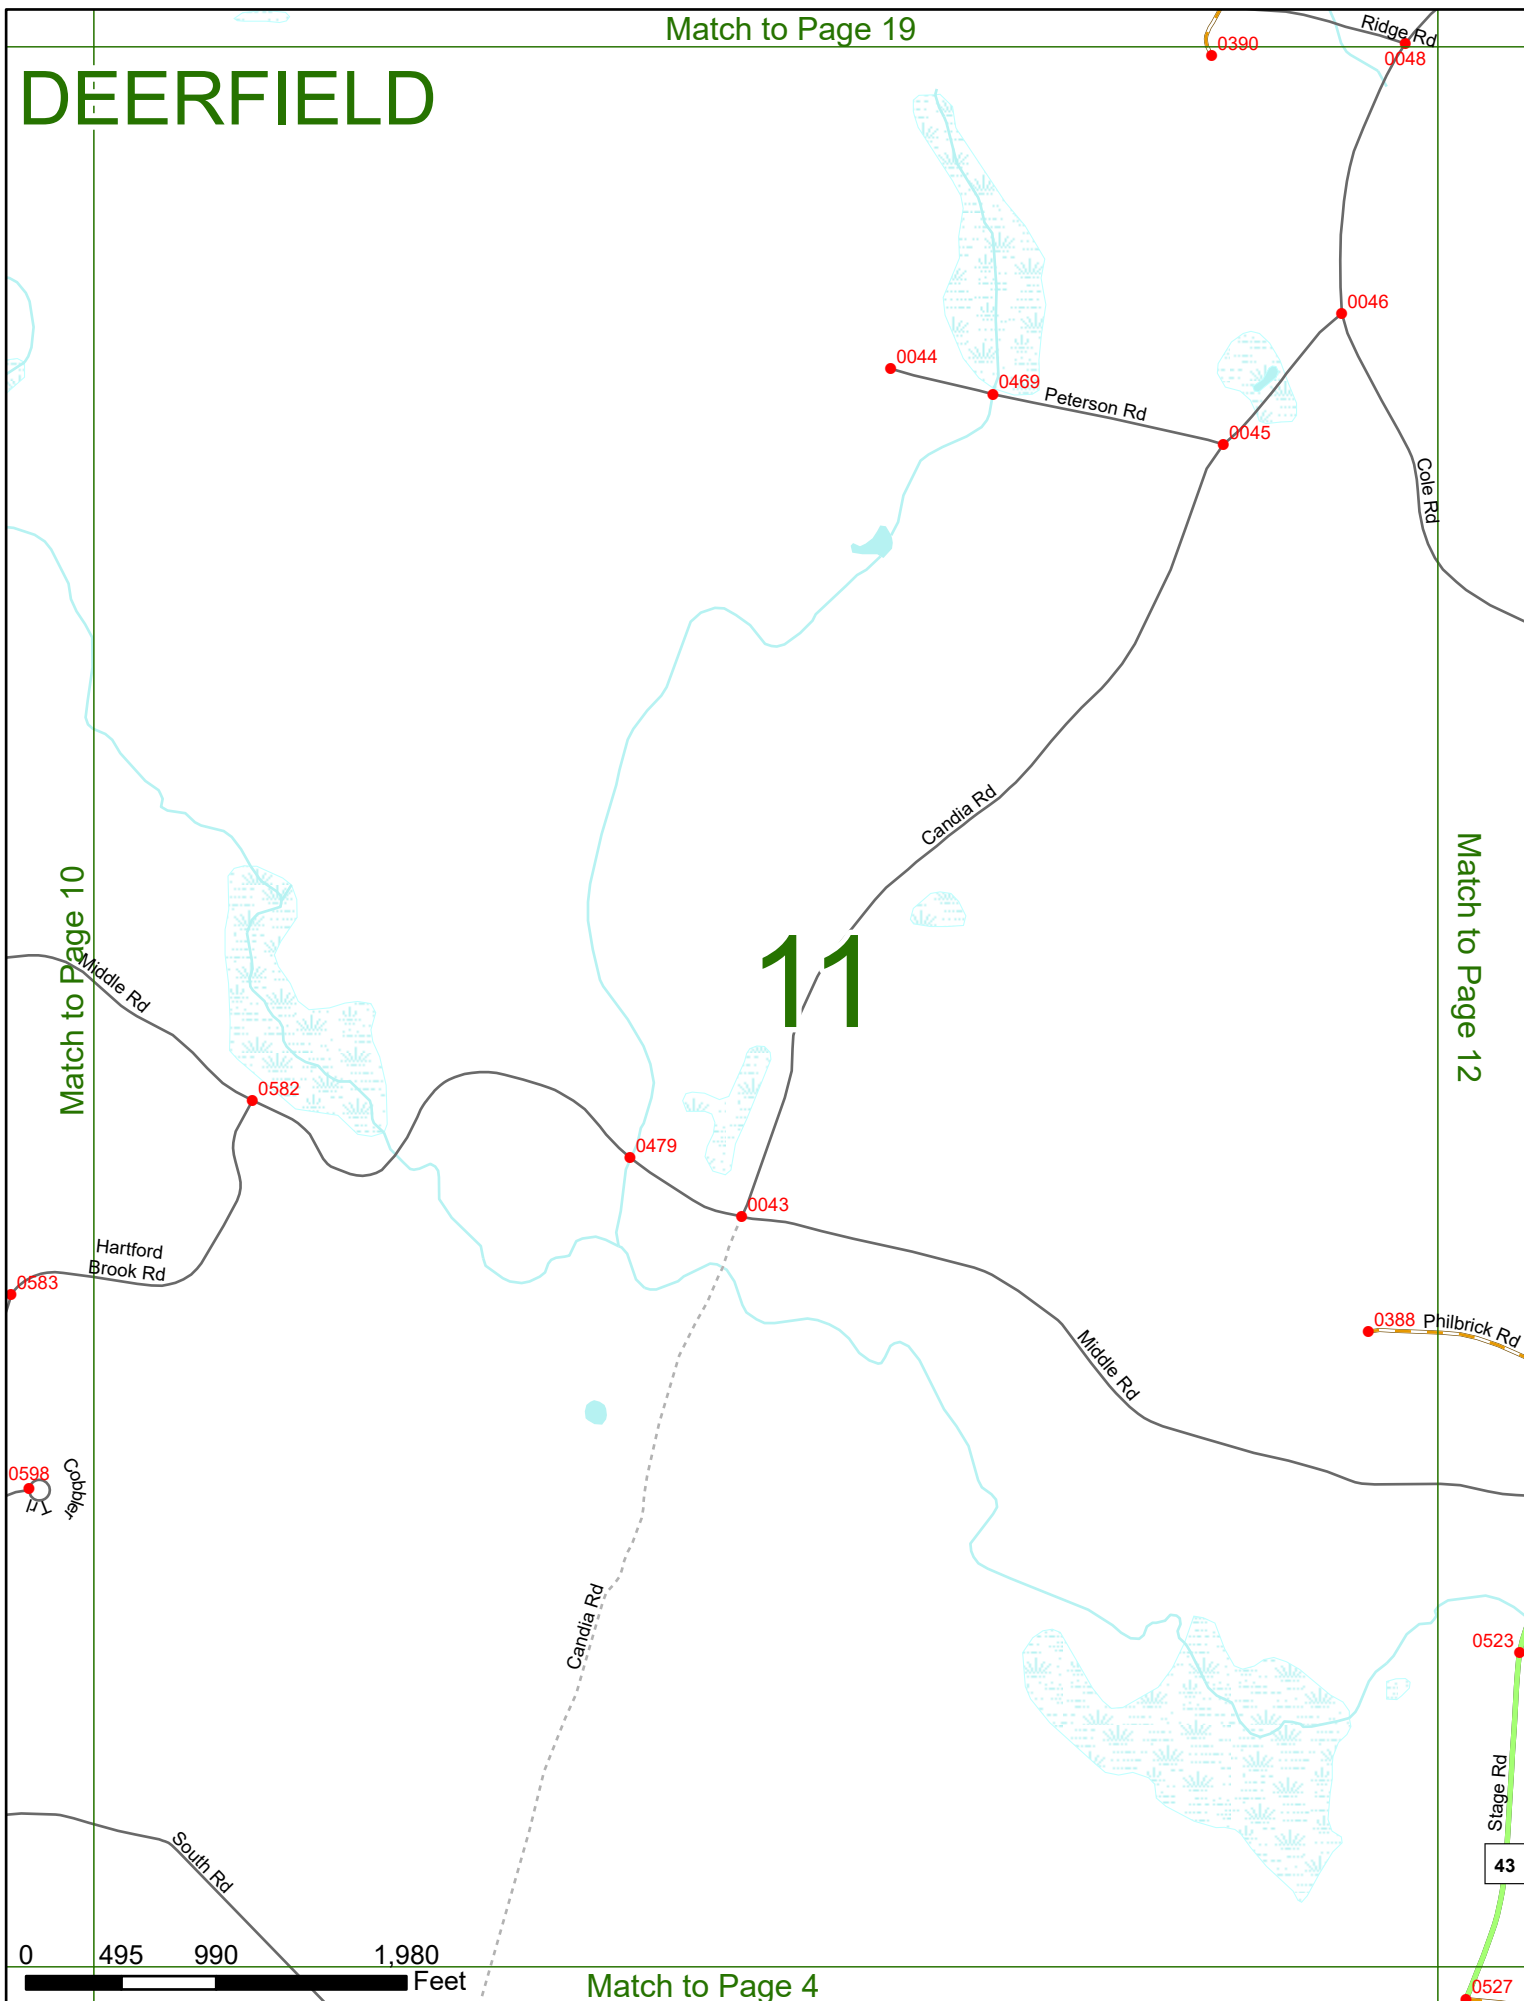 Match to Page 19
Ridge Rd
0390
0048
DEERFIELD
0046
0044
0469
Peterson Rd
0045
Cole Rd
Candia Rd
Match to Page 10
Match to Page 12
11
Middle Rd
0582
0479
0043
Hartford
Brook Rd
0583
0388
Philbrick Rd
Middle Rd
0598
Cobbler
Trl
Candia Rd
0523
Stage Rd
South Rd
43
0 495 990 1,980
Feet
Match to Page 4
0527